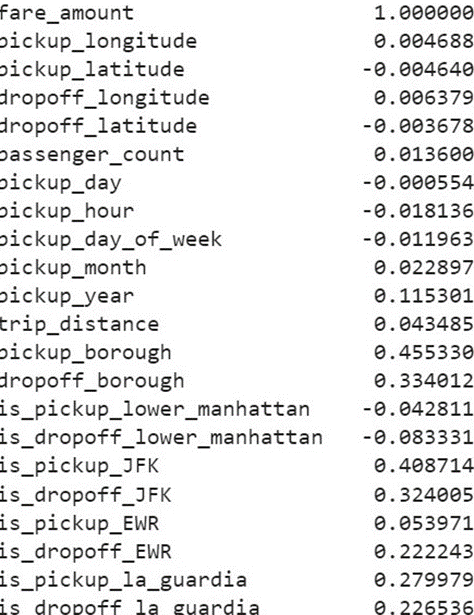 fare_amount 1.000000
pickup_longitude 0.004688
pickup_latitude -0.004640
dropoff_longitude 0.006379
dropoff_latitude -0.003678
passenger_count 0.013600
pickup_day -0.000554
pickup_hour -0.018136
pickup_day_of_week -0.011963
pickup_month 0.022897
pickup_year 0.115301
trip_distance 0.043485
pickup_borough 0.455330
dropoff_borough 0.334012
is_pickup_lower_manhattan -0.042811
is_dropoff_lower_manhattan -0.083331
is_pickup_JFK 0.408714
is_dropoff_JFK 0.324005
is_pickup_EWR 0.053971
is_dropoff_EWR 0.222243
is_pickup_la_guardia 0.279979
is_dropoff_la_guardia 0.226536